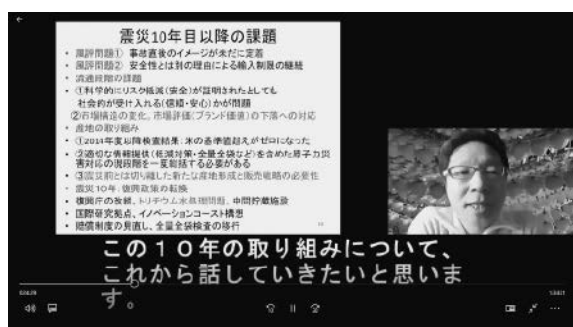 震災10年目以降の課題
• 風評問題① 事故直後のイメージが未だに定着
• 風評問題② 安全性とは別の理由による輸入制限の継続
• 流通段階の課題
• ①科学的にリスク低減(安全)が証明されたとしても
社会的が受け入れる(信頼・安心)かが問題
②市場構造の変化、市場評価(ブランド価値)の下落への対応
• 産地の取り組み
• ①2014年度以降検査結果:米の基準値超えがゼロになった
• ②適切な情報提供(低減対策・全量全袋など)を含めた原子力災
害対応の現段階を一度総括する必要がある
• ③震災前とは切り離した新たな産地形成と販売戦略の必要性
• 震災10年、復興政策の転換
• 復興庁の改組、トリチウム水処理問題、中間貯蔵施設
• 国際研究拠点、イノベーションコースト構想
• 賠償制度の見直し、全量全袋検査の移行
この10年の取り組みについて、
これから話していきたいと思いま
す。